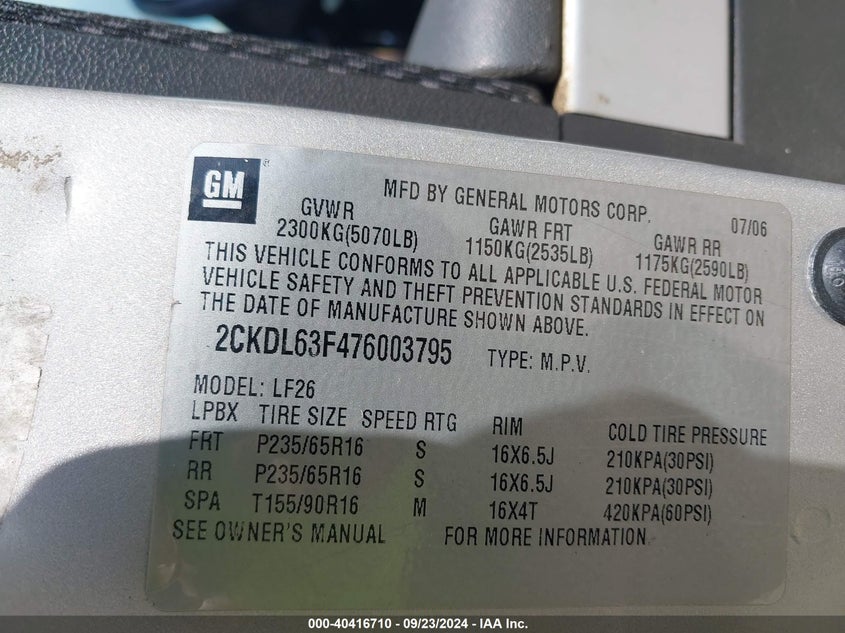 GM ®
MFD BY GENERAL MOTORS CORP. 07/06
GVWR GAWR FRT GAWR RR
2300KG(5070LB) 1150KG(2535LB) 1175KG(2590LB)
THIS VEHICLE CONFORMS TO ALL APPLICABLE U.S. FEDERAL MOTOR
VEHICLE SAFETY AND THEFT PREVENTION STANDARDS IN EFFECT ON
THE DATE OF MANUFACTURE SHOWN ABOVE.
2CKDL63F476003795 TYPE: M.P.V.
MODEL: LF26
LPBX TIRE SIZE SPEED RTG RIM COLD TIRE PRESSURE
FRT P235/65R16 S 16X6.5J 210KPA(30PSI)
RR P235/65R16 S 16X6.5J 210KPA(30PSI)
SPA T155/90R16 M 16X4T 420KPA(60PSI)
SEE OWNER'S MANUAL FOR MORE INFORMATION
000-40416710 - 09/23/2024 - IAA Inc.